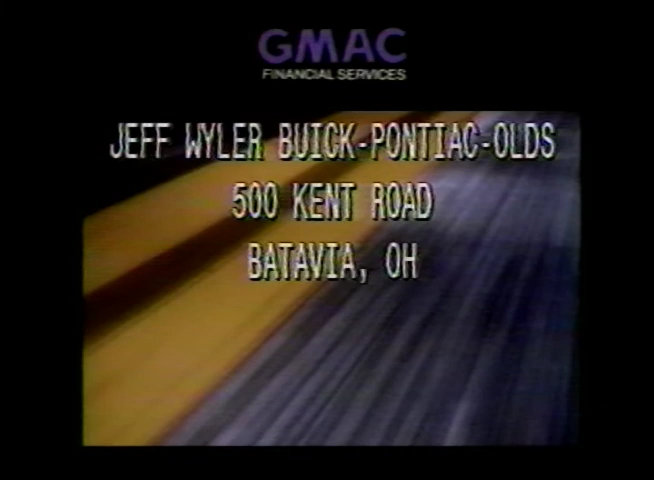 GMAC
FINANCIAL SERVICES
JEFF WYLER BUICK-PONTIAC-OLDS
500 KENT ROAD
BATAVIA, OH